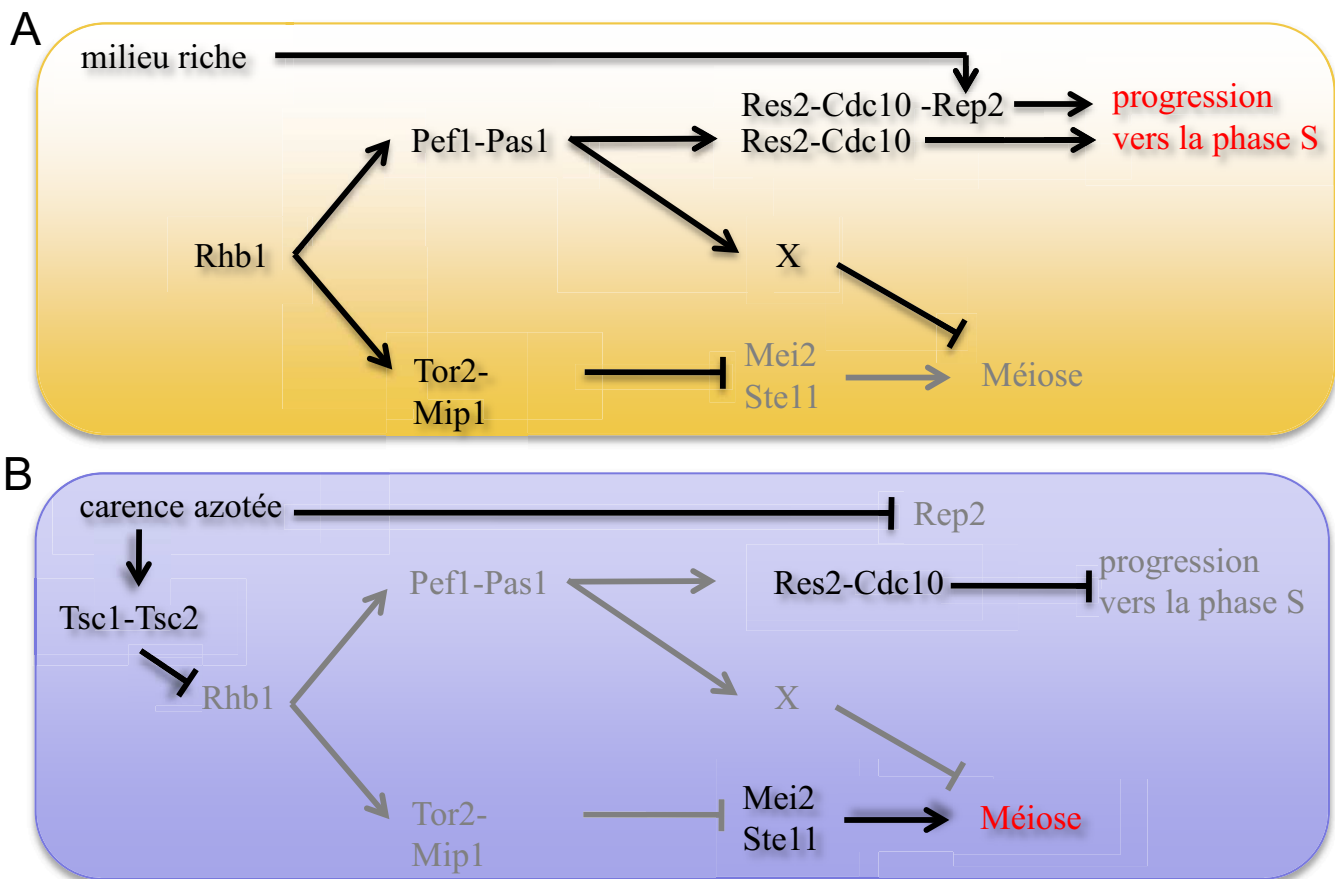 A
milieu riche
Res2-Cdc10 -Rep2
progression
Pef1-Pas1
Res2-Cdc10
vers la phase S
Rhb1
X
Tor2-
Mip1
Mei2
Ste11
Méiose
B
carence azotée
Rep2
Pef1-Pas1
Res2-Cdc10
progression
vers la phase S
Tsc1-Tsc2
Rhb1
X
Tor2-
Mip1
Mei2
Ste11
Méiose